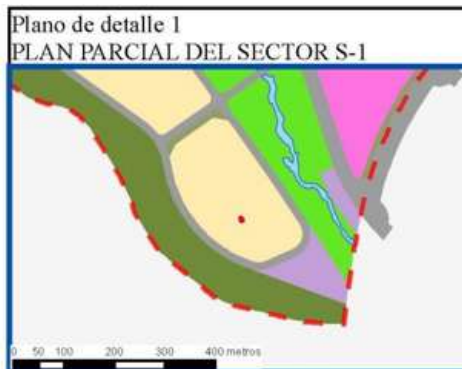 Plano de detalle 1
PLAN PARCIAL DEL SECTOR S-1
0 50 100 200 300 400 metros